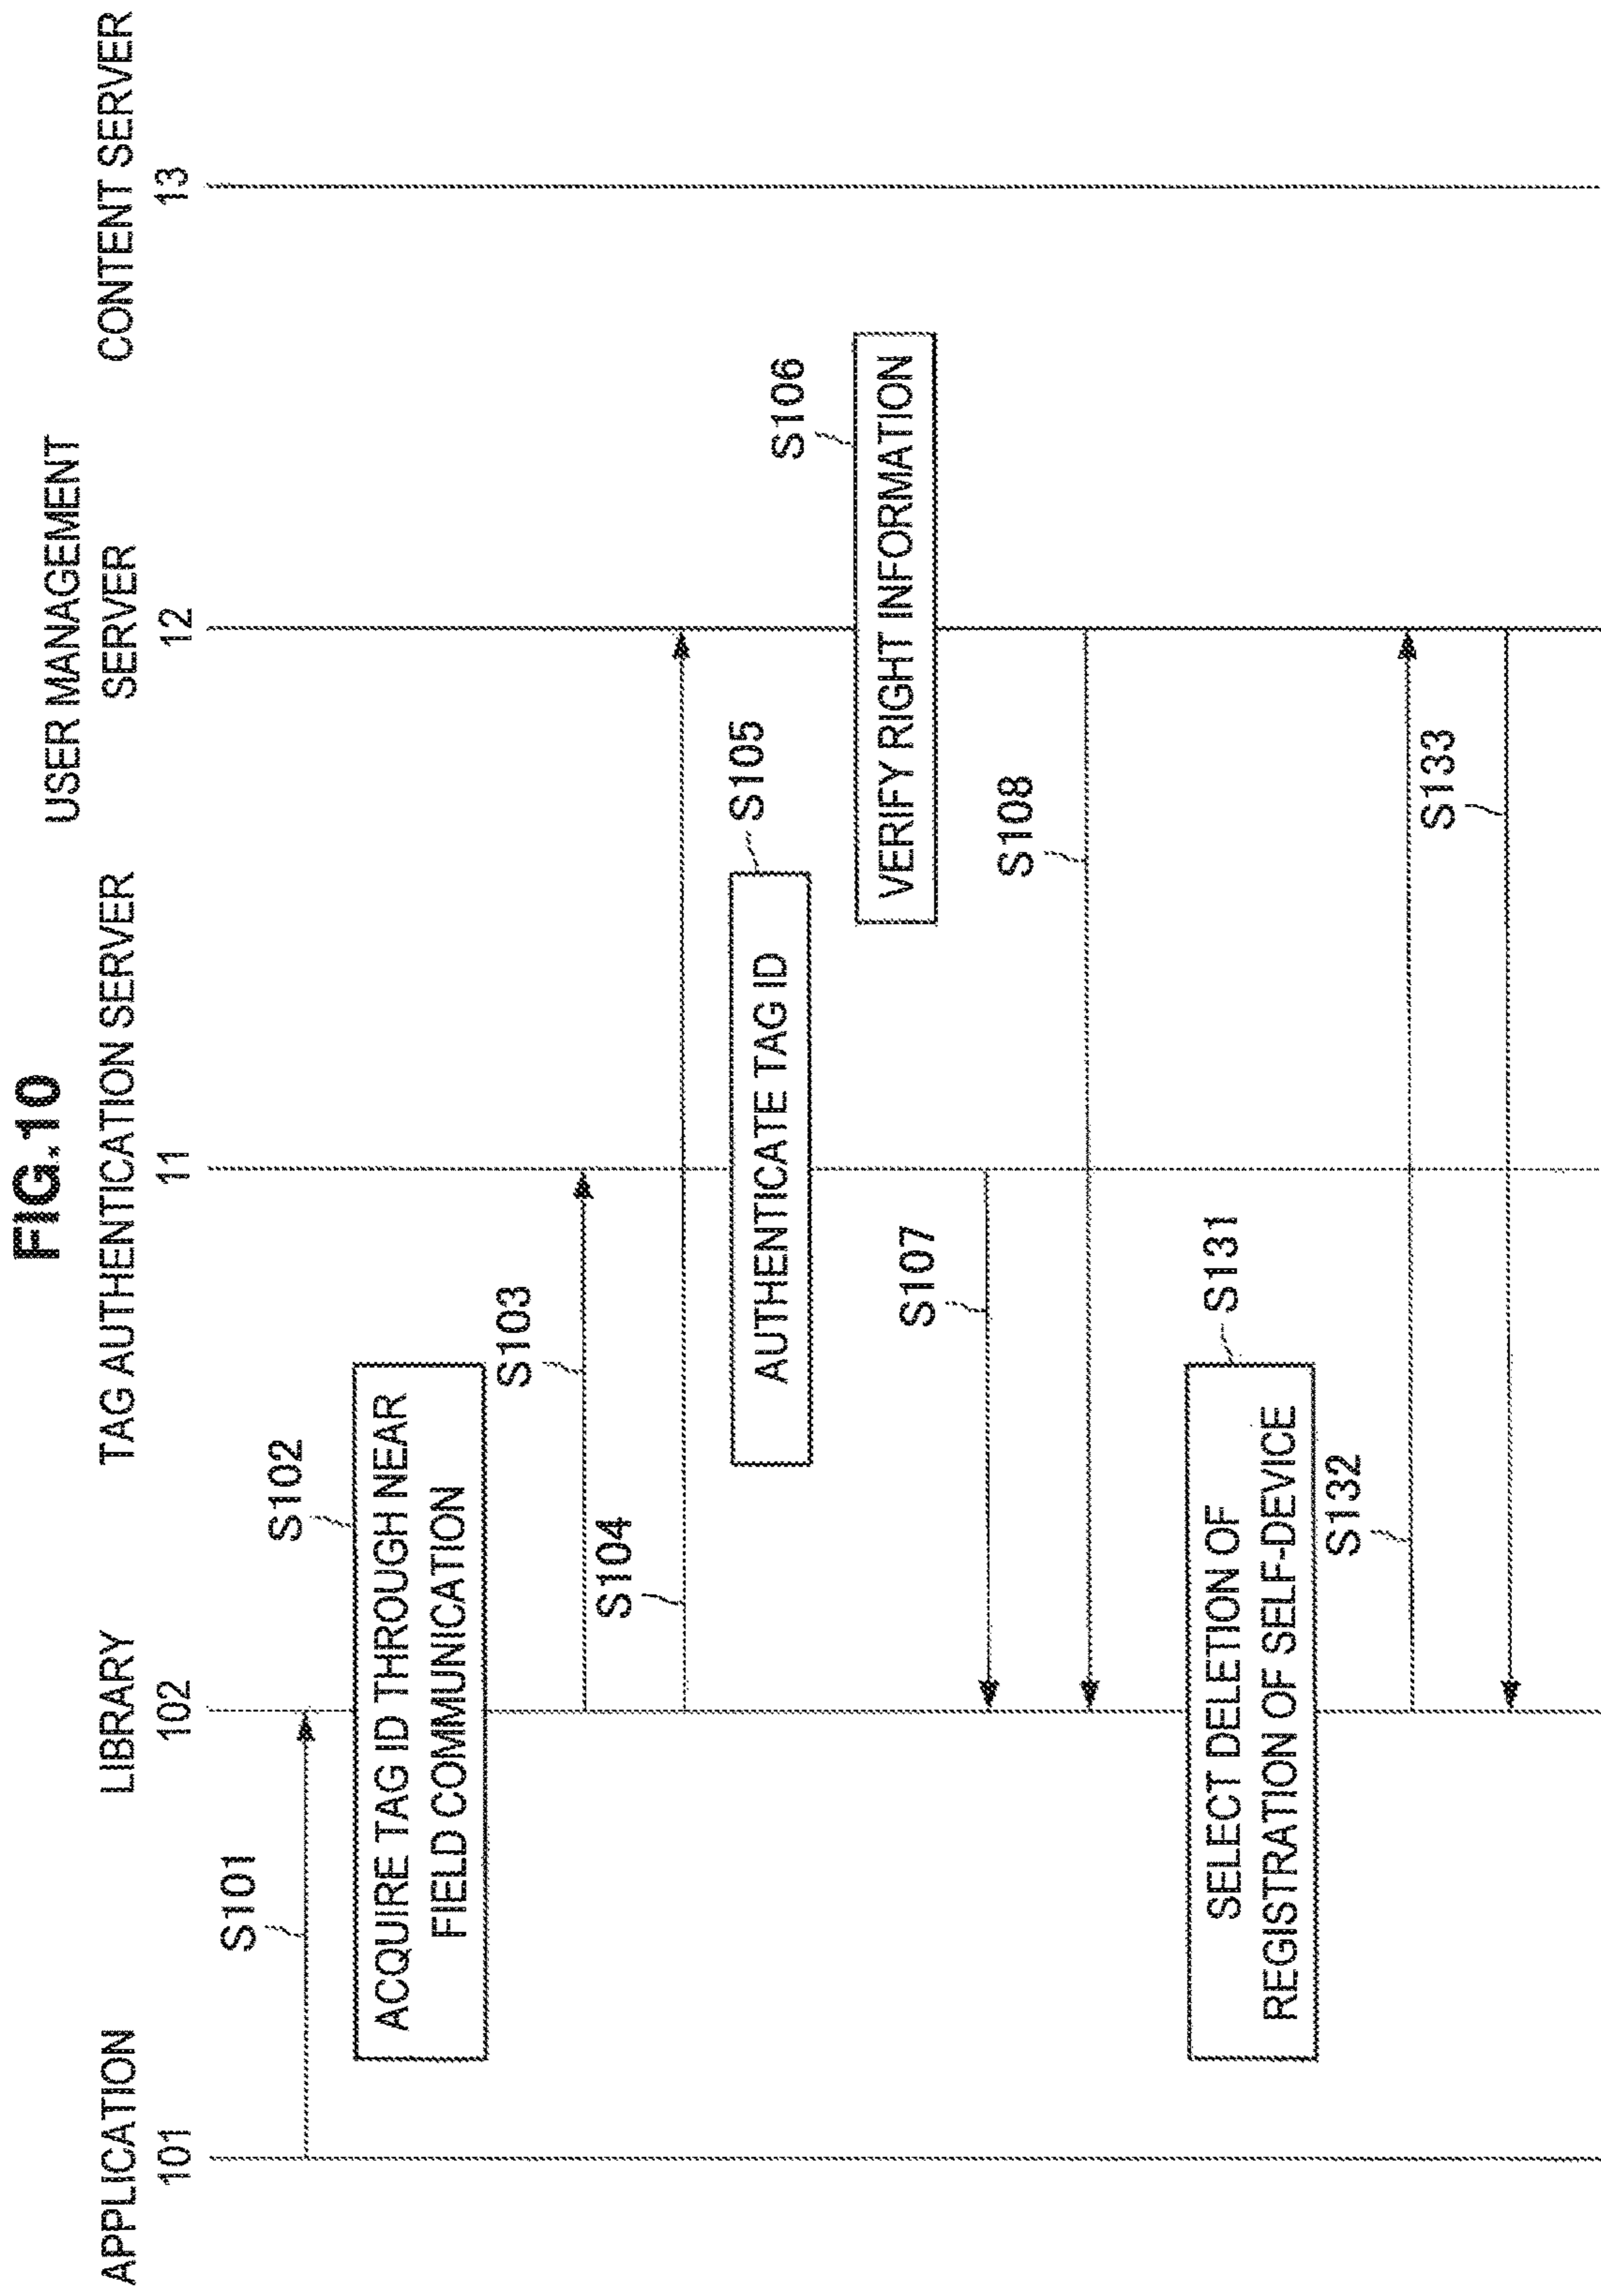 FIG.10
APPLICATION
101
LIBRARY
102
TAG AUTHENTICATION SERVER
11
USER MANAGEMENT
SERVER
12
CONTENT SERVER
13
S101
S102
ACQUIRE TAG ID THROUGH NEAR
FIELD COMMUNICATION
S103
S104
S105
AUTHENTICATE TAG ID
S106
VERIFY RIGHT INFORMATION
S107
S108
S131
SELECT DELETION OF
REGISTRATION OF SELF-DEVICE
S132
S133